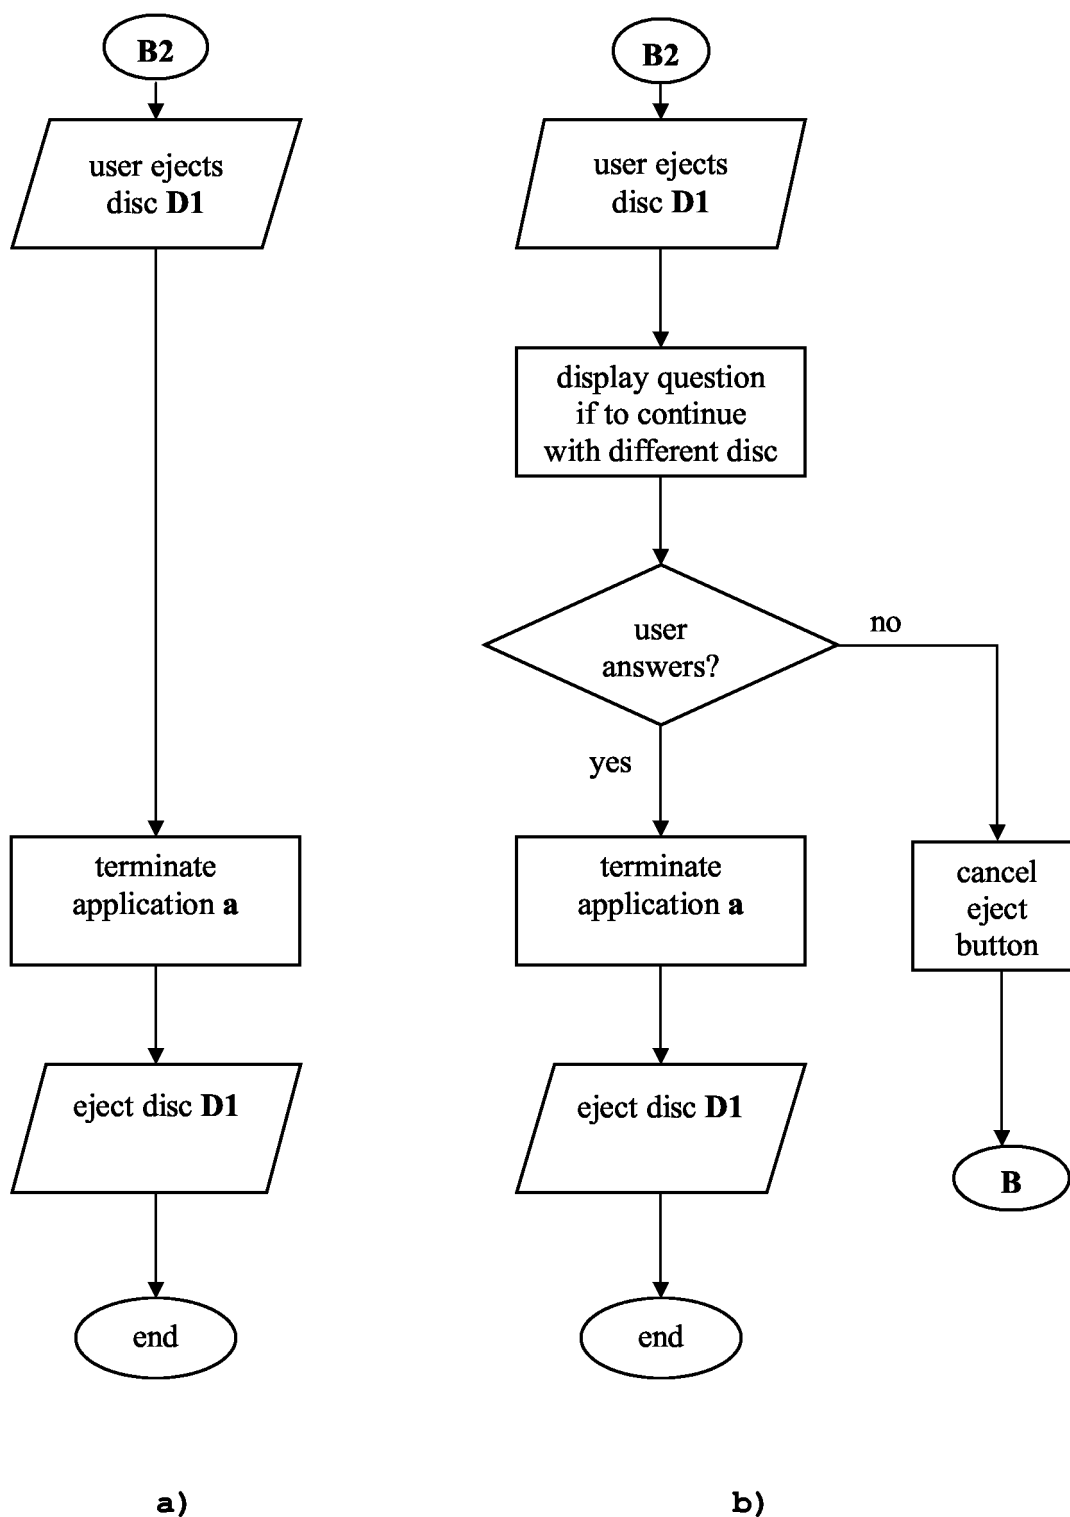 B2
user ejects
disc D1
terminate
application a
eject disc D1
end
a)
B2
user ejects
disc D1
display question
if to continue
with different disc
user
answers?
no
yes
terminate
application a
cancel
eject
button
eject disc D1
B
end
b)